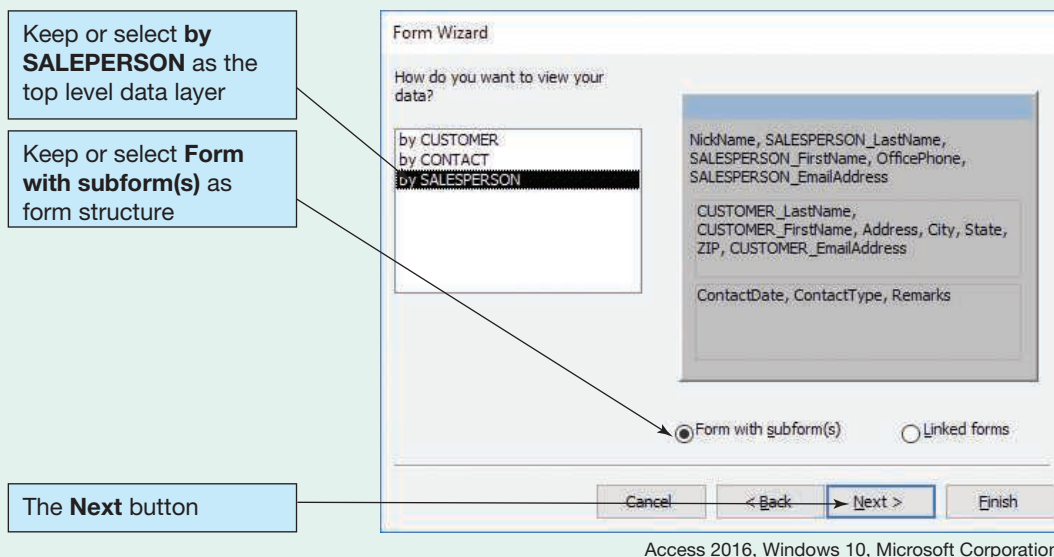 Keep or select by
SALEPERSON as the
top level data layer
Keep or select Form
with subform(s) as
form structure
The Next button
Form Wizard
How do you want to view your
data?
by CUSTOMER
by CONTACT
by SALESPERSON
NickName, SALESPERSON_LastName,
SALESPERSON_FirstName, OfficePhone,
SALESPERSON_EmailAddress
CUSTOMER_LastName,
CUSTOMER_FirstName, Address, City, State,
ZIP, CUSTOMER_EmailAddress
ContactDate, ContactType, Remarks
Form with subform(s)
Linked forms
Cancel
< Back
Next >
Finish
Access 2016, Windows 10, Microsoft Corporation